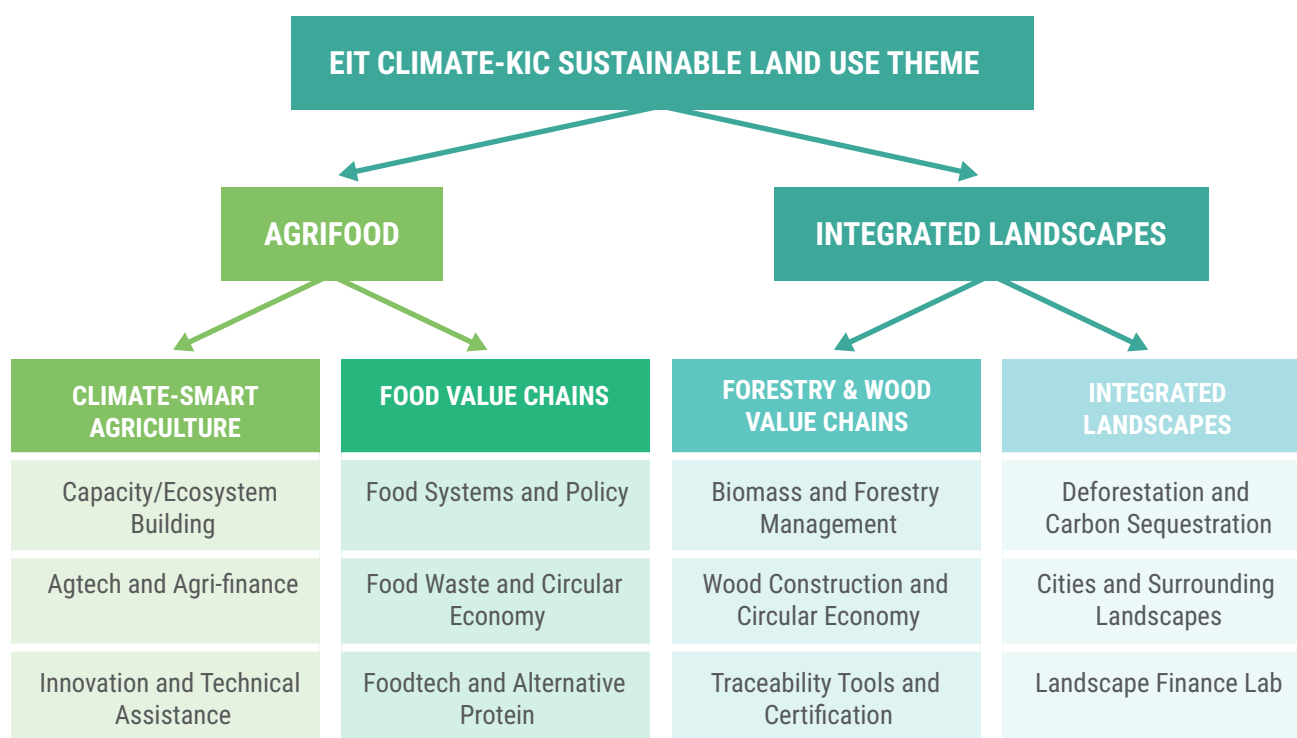 EIT CLIMATE-KIC SUSTAINABLE LAND USE THEME
AGRIFOOD
INTEGRATED LANDSCAPES
CLIMATE-SMART
AGRICULTURE
Capacity/Ecosystem
Building
Agtech and Agri-finance
Innovation and Technical
Assistance
FOOD VALUE CHAINS
Food Systems and Policy
Food Waste and Circular
Economy
Foodtech and Alternative
Protein
FORESTRY & WOOD
VALUE CHAINS
Biomass and Forestry
Management
Wood Construction and
Circular Economy
Traceability Tools and
Certification
INTEGRATED
LANDSCAPES
Deforestation and
Carbon Sequestration
Cities and Surrounding
Landscapes
Landscape Finance Lab